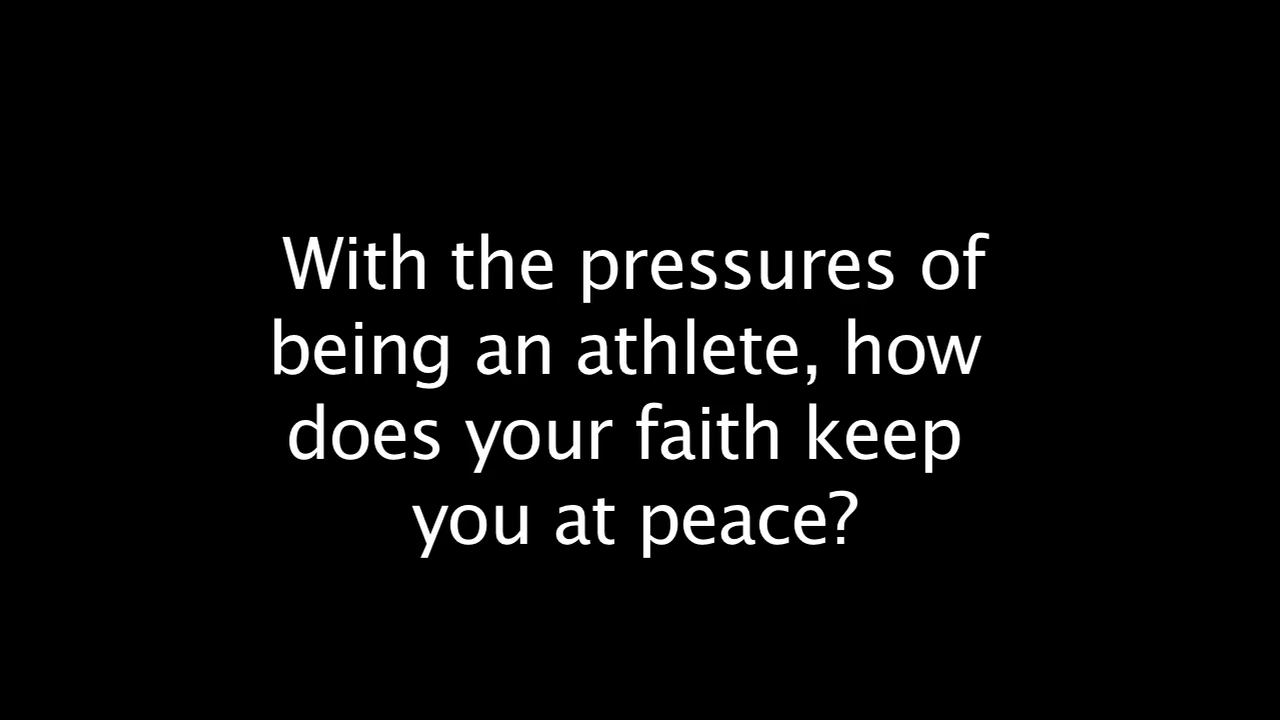 With the pressures of
being an athlete, how
does your faith keep
you at peace?